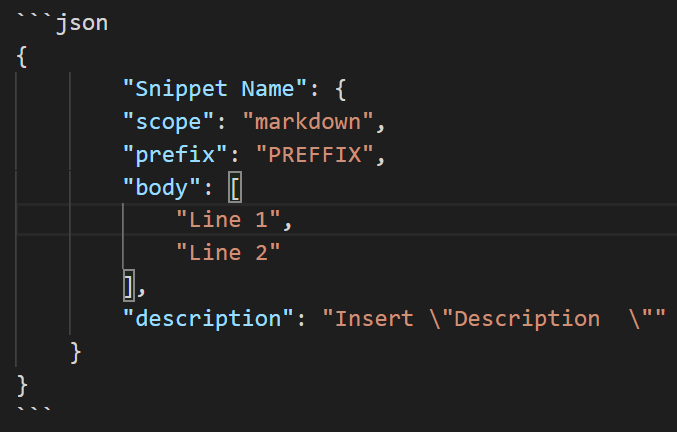 ```json
{
"Snippet Name": {
"scope": "markdown",
"prefix": "PREFFIX",
"body": [
"Line 1",
"Line 2"
],
"description": "Insert \"Description  \""
}
}
```